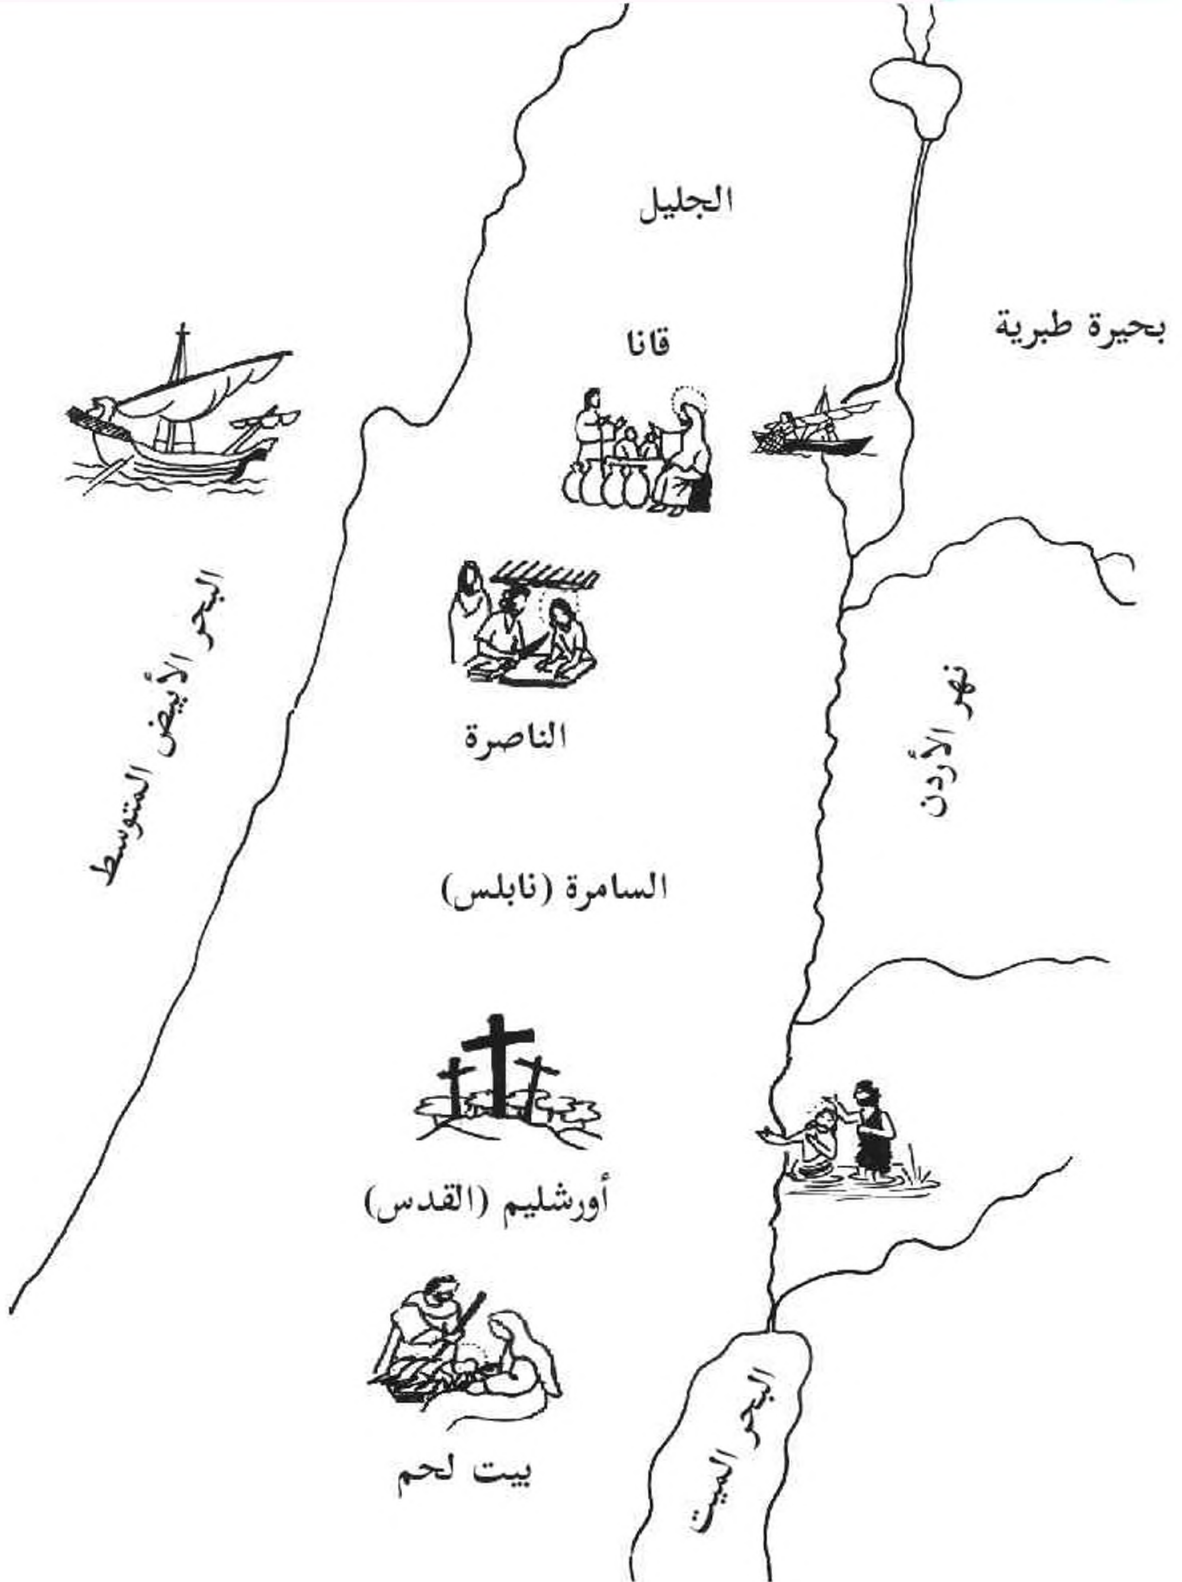 الجليل
بحيرة طبرية
قانا
البحر الأبيض المتوسط
نهر الأردن
الناصرة
السامرة (نابلس)
أورشليم (القدس)
البحر الميت
بيت لحم